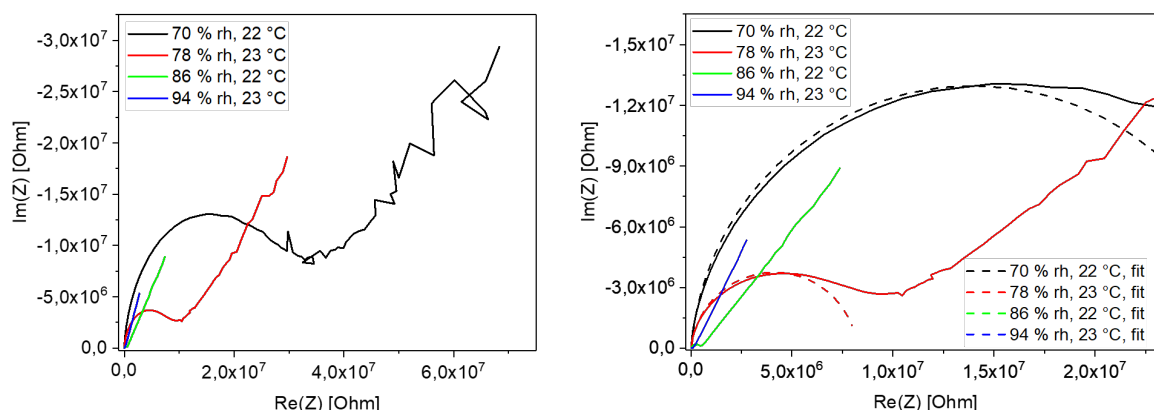 70 % rh, 22 °C
78 % rh, 23 °C
86 % rh, 22 °C
94 % rh, 23 °C
-3,0x10⁷
-2,5x10⁷
-2,0x10⁷
-1,5x10⁷
-1,0x10⁷
-5,0x10⁶
0,0
Im(Z) [Ohm]
0,0
2,0x10⁷
4,0x10⁷
6,0x10⁷
Re(Z) [Ohm]
70 % rh, 22 °C
78 % rh, 23 °C
86 % rh, 22 °C
94 % rh, 23 °C
-1,5x10⁷
-1,2x10⁷
-9,0x10⁶
-6,0x10⁶
-3,0x10⁶
0,0
Im(Z) [Ohm]
70 % rh, 22 °C, fit
78 % rh, 23 °C, fit
86 % rh, 22 °C, fit
94 % rh, 23 °C, fit
0,0
5,0x10⁶
1,0x10⁷
1,5x10⁷
2,0x10⁷
Re(Z) [Ohm]